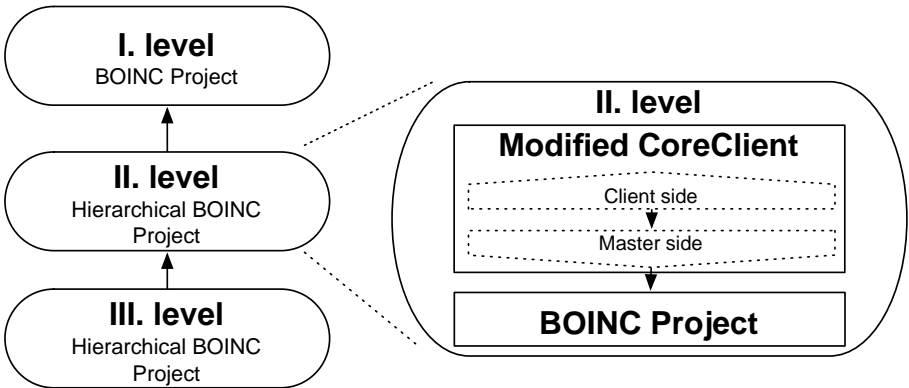 I. level
BOINC Project
II. level
Hierarchical BOINC
Project
III. level
Hierarchical BOINC
Project
II. level
Modified CoreClient
Client side
Master side
BOINC Project